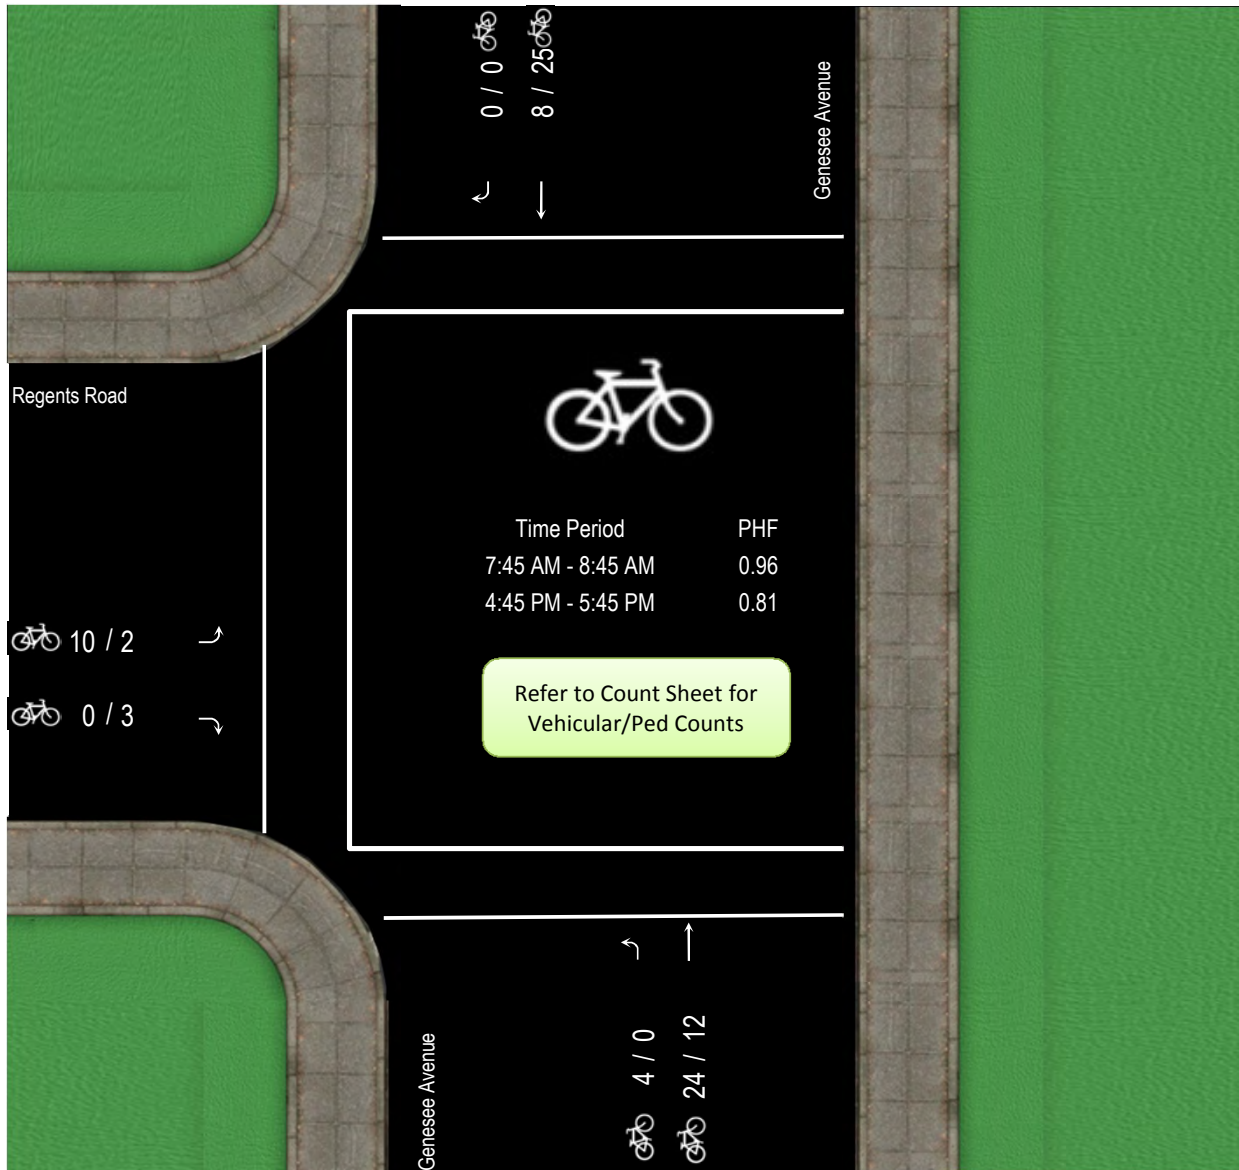 0 / 0
8 / 25
Genesee Avenue
Regents Road
Time Period PHF
7:45 AM - 8:45 AM 0.96
4:45 PM - 5:45 PM 0.81
10 / 2
0 / 3
Refer to Count Sheet for
Vehicular/Ped Counts
Genesee Avenue
4 / 0
24 / 12